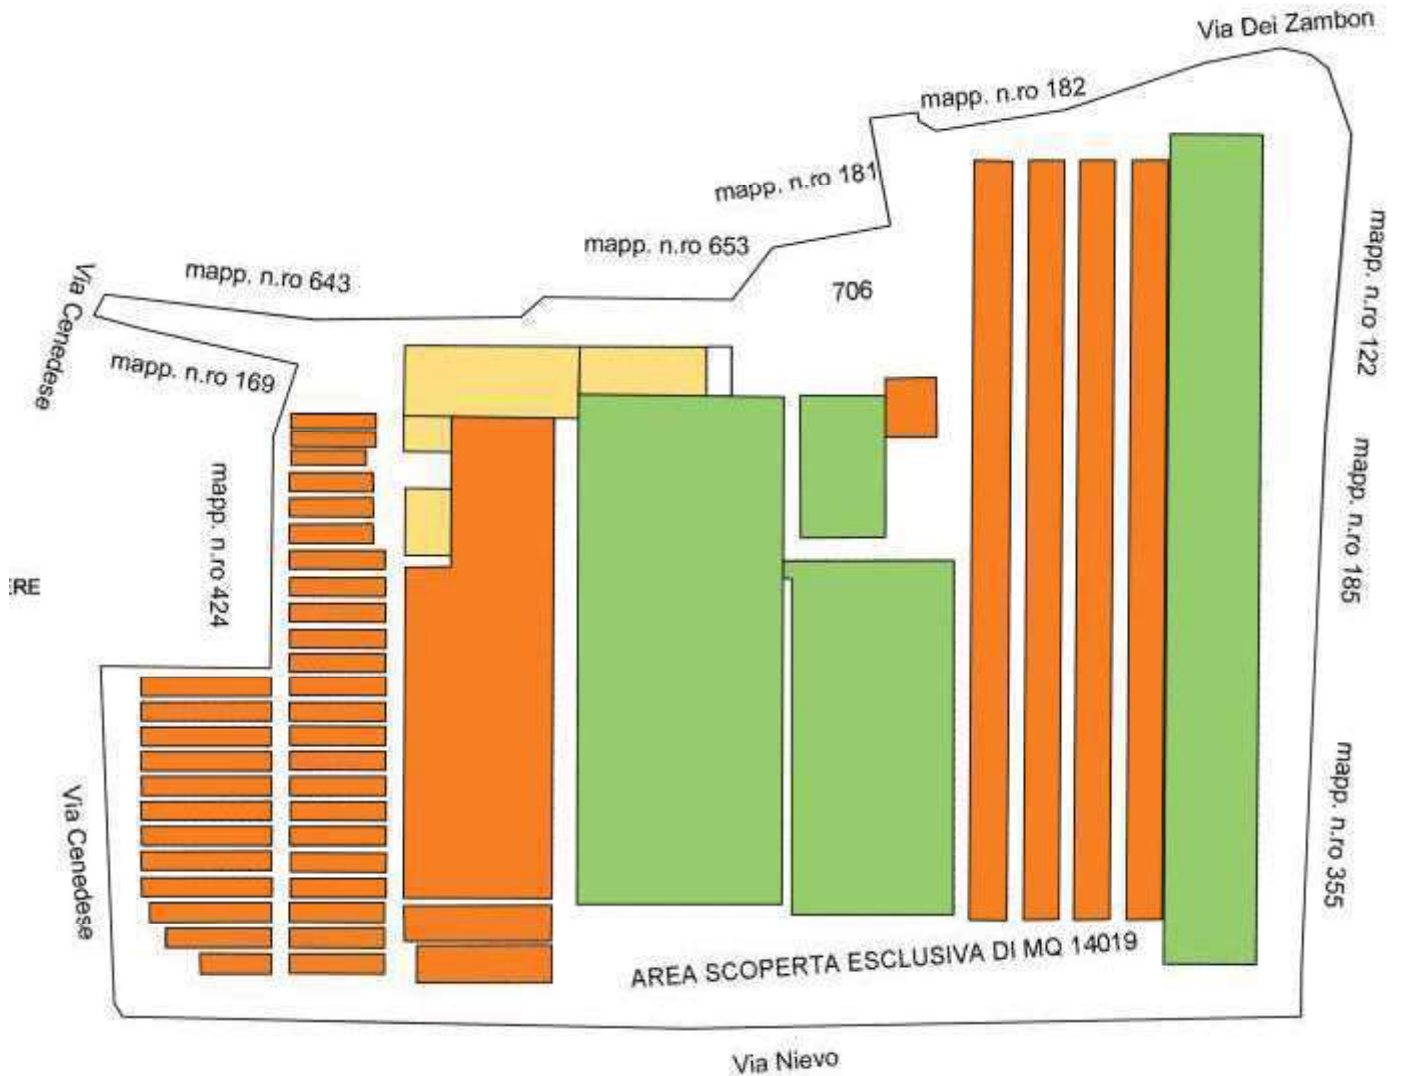 Via Dei Zambon
mapp. n.ro 182
mapp. n.ro 181
mapp. n.ro 653
mapp. n.ro 643
706
Via Cenedese
mapp. n.ro 169
mapp. n.ro 122
mapp. n.ro 424
mapp. n.ro 185
ERE
mapp. n.ro 355
Via Cenedese
AREA SCOPERTA ESCLUSIVA DI MQ 14019
Via Nievo